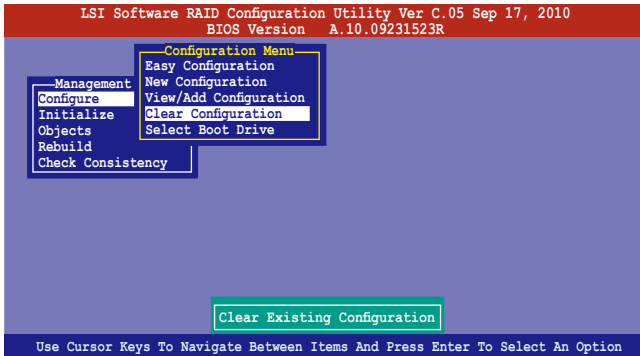 LSI Software RAID Configuration Utility Ver C.05 Sep 17, 2010
BIOS Version A.10.09231523R
Configuration Menu
Easy Configuration
New Configuration
View/Add Configuration
Clear Configuration
Select Boot Drive
Management
Configure
Initialize
Objects
Rebuild
Check Consistency
Clear Existing Configuration
Use Cursor Keys To Navigate Between Items And Press Enter To Select An Option